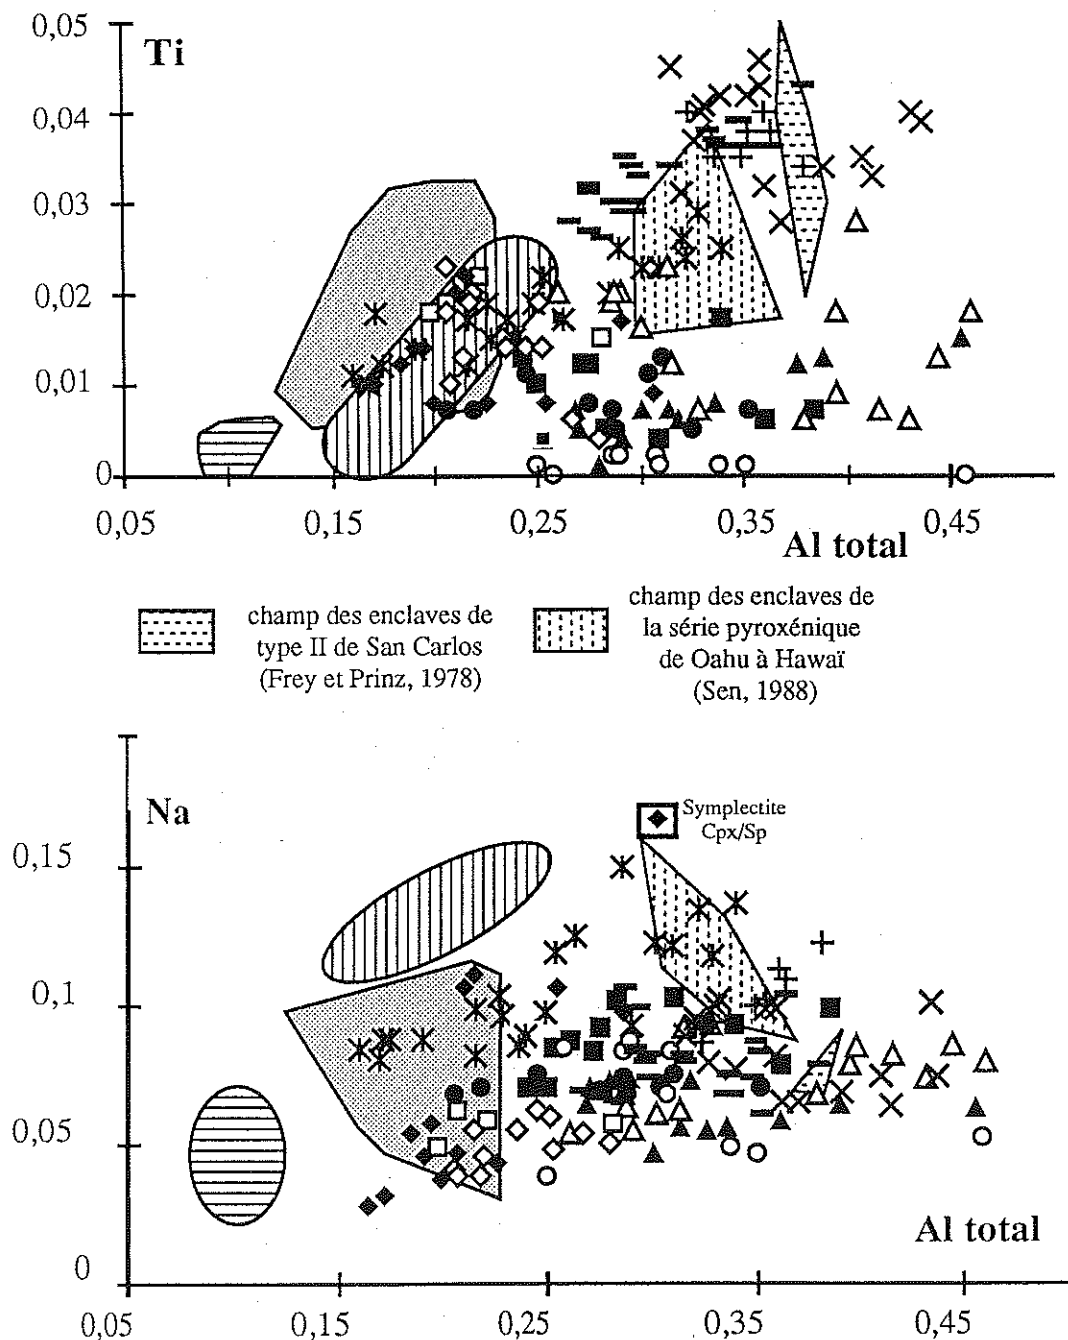 0,05
Ti
0,04
0,03
0,02
0,01
0
0,05
0,15
0,25
0,35
0,45
Al total
champ des enclaves de
type II de San Carlos
(Frey et Prinz, 1978)
champ des enclaves de
la série pyroxénique
de Oahu à Hawaï
(Sen, 1988)
Na
Symplectite
Cpx/Sp
0,15
0,1
0,05
Al total
0
0,05
0,15
0,25
0,35
0,45